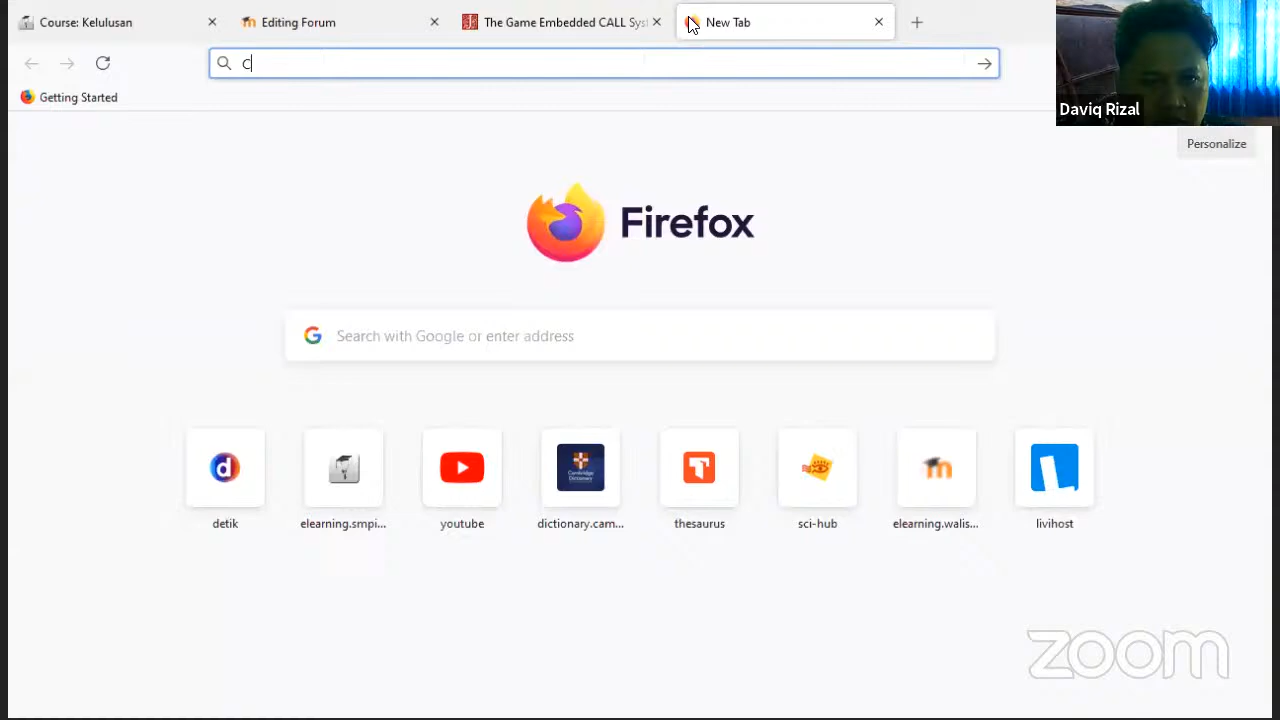 Course: Kelulusan
Editing Forum
The Game Embedded CALL Syst
New Tab
C
Getting Started
Daviq Rizal
Personalize
Firefox
Search with Google or enter address
detik
elearning.smpi...
youtube
dictionary.cam...
thesaurus
sci-hub
elearning.walis...
livihost
zoom